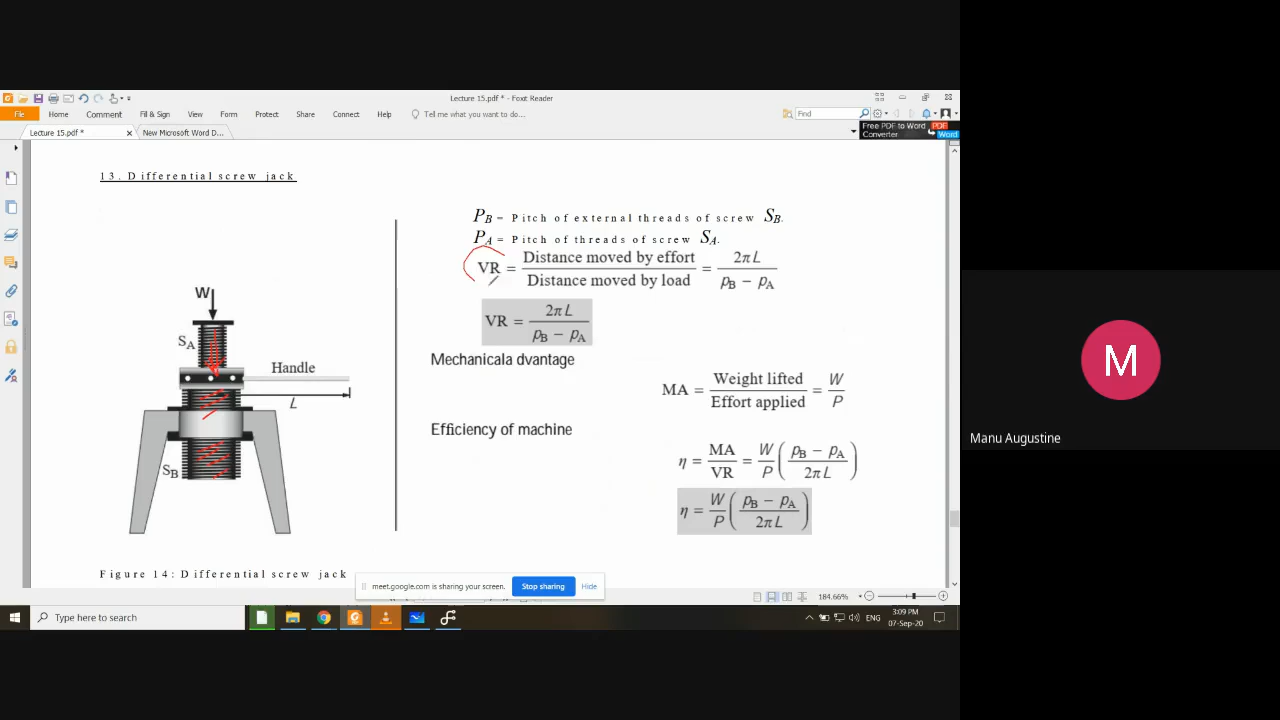 Lecture 15.pdf * - Foxit Reader
File Home Comment Fill & Sign View Form Protect Share Connect Help Tell me what you want to do... Find
Free PDF to Word Converter
PDF Word
Lecture 15.pdf * New Microsoft Word D...
13. Differential screw jack
P_B = Pitch of external threads of screw S_B.
P_A = Pitch of threads of screw S_A.
VR = Distance moved by effort / Distance moved by load = 2πL / (p_B − p_A)
VR = 2πL / (p_B − p_A)
Mechanicala dvantage
MA = Weight lifted / Effort applied = W / P
Efficiency of machine
η = MA / VR = W / P ( (p_B − p_A) / 2πL )
η = W / P ( (p_B − p_A) / 2πL )
W
S_A
Handle
L
S_B
Figure 14: Differential screw jack
meet.google.com is sharing your screen. Stop sharing Hide
184.66%
Type here to search
ENG
3:09 PM
07-Sep-20
M
Manu Augustine